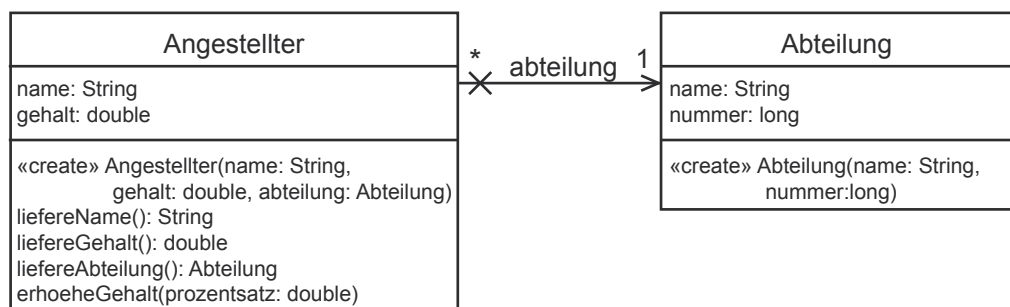 Angestellter
name: String
gehalt: double
«create» Angestellter(name: String,
gehalt: double, abteilung: Abteilung)
liefereName(): String
liefereGehalt(): double
liefereAbteilung(): Abteilung
erhoeheGehalt(prozentsatz: double)
* abteilung 1
Abteilung
name: String
nummer: long
«create» Abteilung(name: String,
nummer:long)